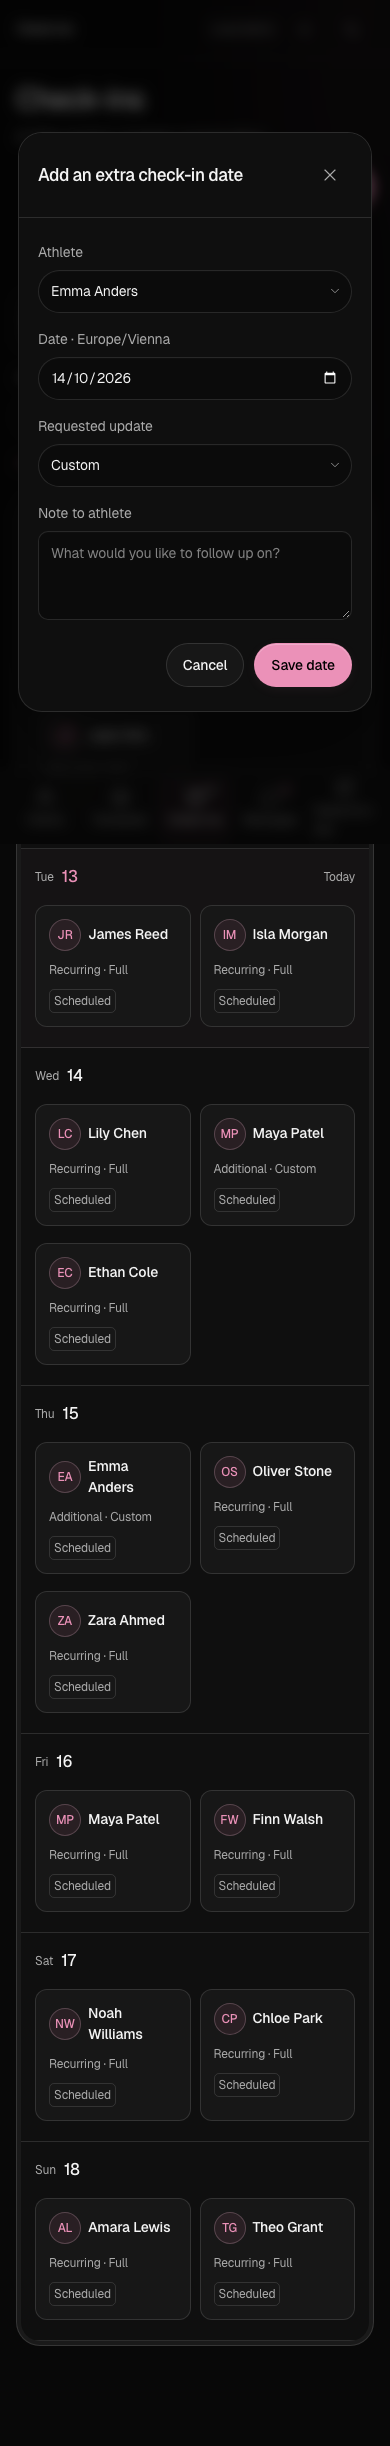 Check-ins
Add an extra check-in date
Athlete
Emma Anders
Date · Europe/Vienna
14/10/2026
Requested update
Custom
Note to athlete
What would you like to follow up on?
Cancel
Save date
Tue 13
Today
JR James Reed
Recurring · Full
Scheduled
IM Isla Morgan
Recurring · Full
Scheduled
Wed 14
LC Lily Chen
Recurring · Full
Scheduled
MP Maya Patel
Additional · Custom
Scheduled
EC Ethan Cole
Recurring · Full
Scheduled
Thu 15
EA Emma
Anders
Additional · Custom
Scheduled
OS Oliver Stone
Recurring · Full
Scheduled
ZA Zara Ahmed
Recurring · Full
Scheduled
Fri 16
MP Maya Patel
Recurring · Full
Scheduled
FW Finn Walsh
Recurring · Full
Scheduled
Sat 17
NW Noah
Williams
Recurring · Full
Scheduled
CP Chloe Park
Recurring · Full
Scheduled
Sun 18
AL Amara Lewis
Recurring · Full
Scheduled
TG Theo Grant
Recurring · Full
Scheduled